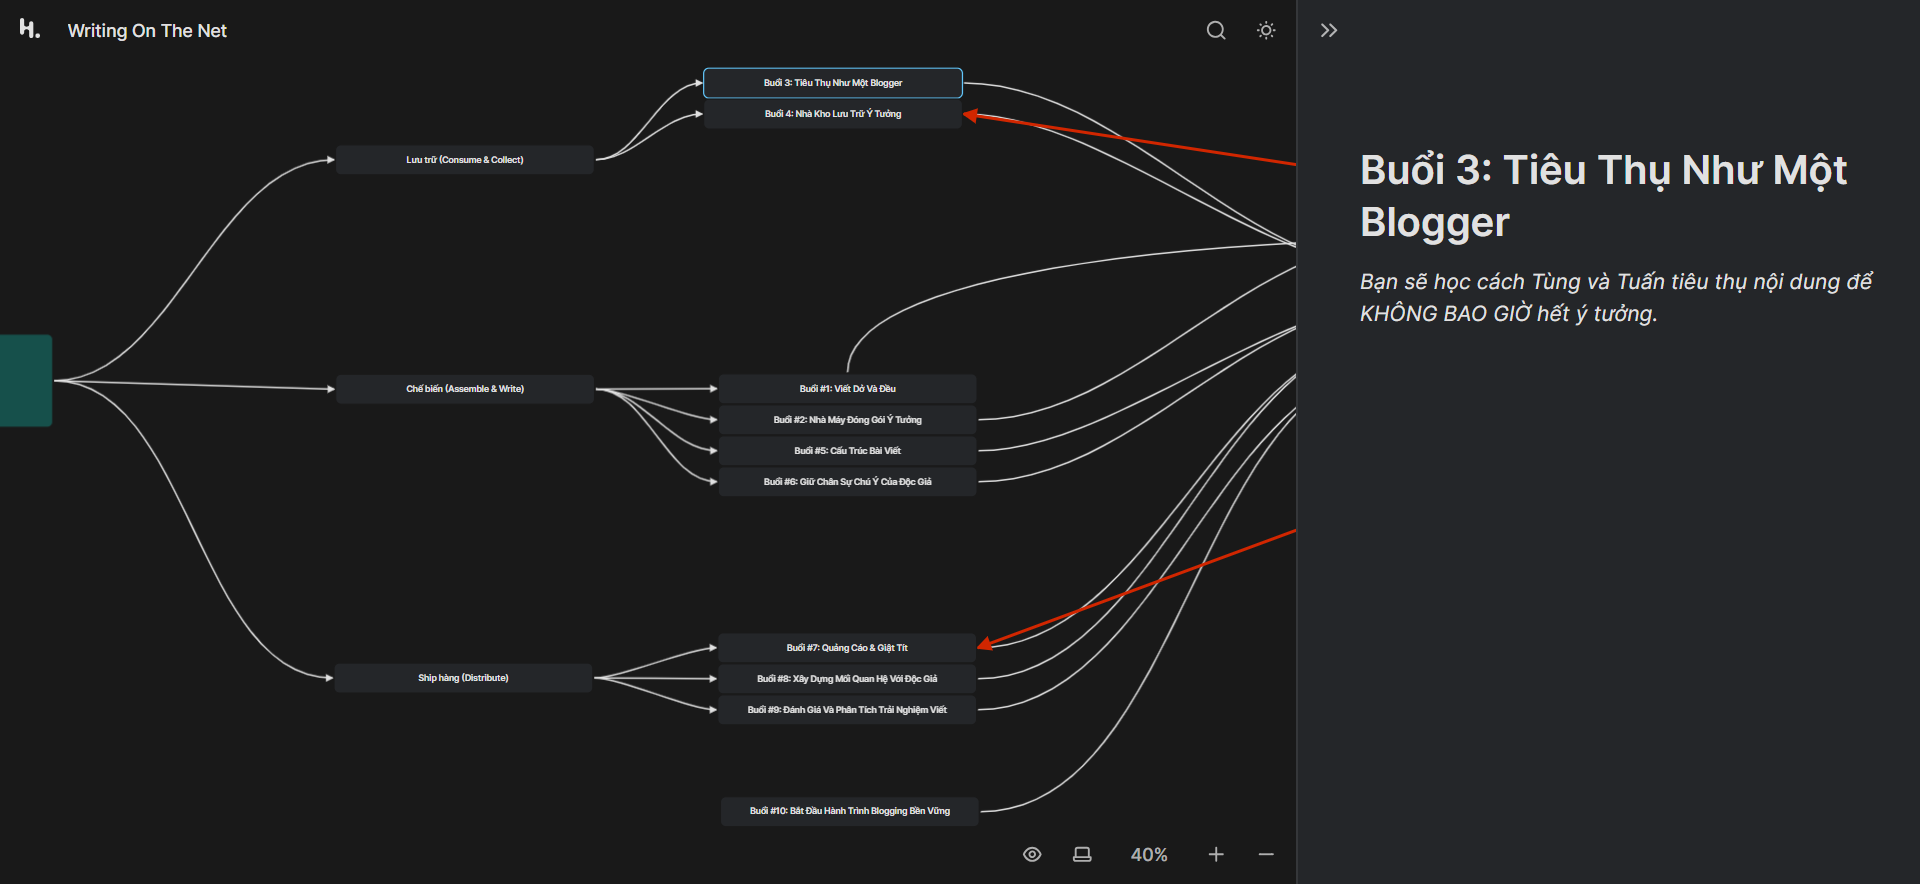 H.
Writing On The Net
Buổi 3: Tiêu Thụ Như Một Blogger
Buổi 4: Nhà Kho Lưu Trữ Ý Tưởng
Lưu trữ (Consume & Collect)
Chế biến (Assemble & Write)
Buổi #1: Viết Dở Và Đều
Buổi #2: Nhà Máy Đóng Gói Ý Tưởng
Buổi #5: Cấu Trúc Bài Viết
Buổi #6: Giữ Chân Sự Chú Ý Của Độc Giả
Ship hàng (Distribute)
Buổi #7: Quảng Cáo & Giật Tít
Buổi #8: Xây Dựng Mối Quan Hệ Với Độc Giả
Buổi #9: Đánh Giá Và Phân Tích Trải Nghiệm Viết
Buổi #10: Bắt Đầu Hành Trình Blogging Bền Vững
40%
Buổi 3: Tiêu Thụ Như Một
Blogger
Bạn sẽ học cách Tùng và Tuấn tiêu thụ nội dung để
KHÔNG BAO GIỜ hết ý tưởng.